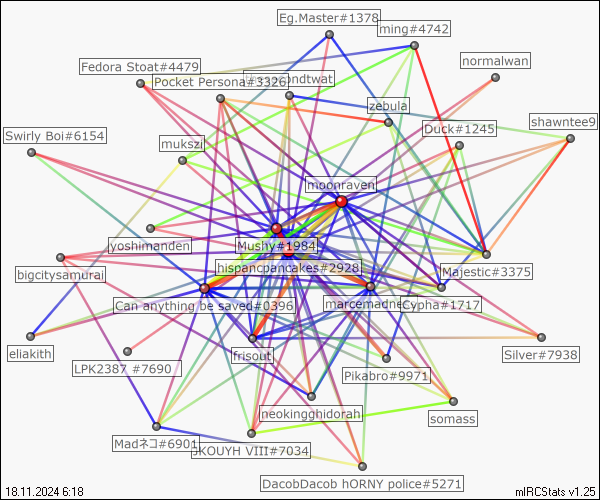 Eg.Master#1378
ming#4742
normalwan
Fedora Stoat#4479
Pocket Persona#3326
ondtwat
zebula
shawntee9
Swirly Boi#6154
mukszi
Duck#1245
moonraven
yoshimanden
Mushy#1984
bigcitysamurai
hispancpancakes#2928
Majestic#3375
Can anything be saved#0396
marcemadne
Cypha#1717
eliakith
frisout
Silver#7938
LPK2387 #7690
Pikabro#9971
neokingghidorah
somass
Madネコ#6901
JKOUYH VIII#7034
DacobDacob hORNY police#5271
18.11.2024 6:18
mIRCStats v1.25